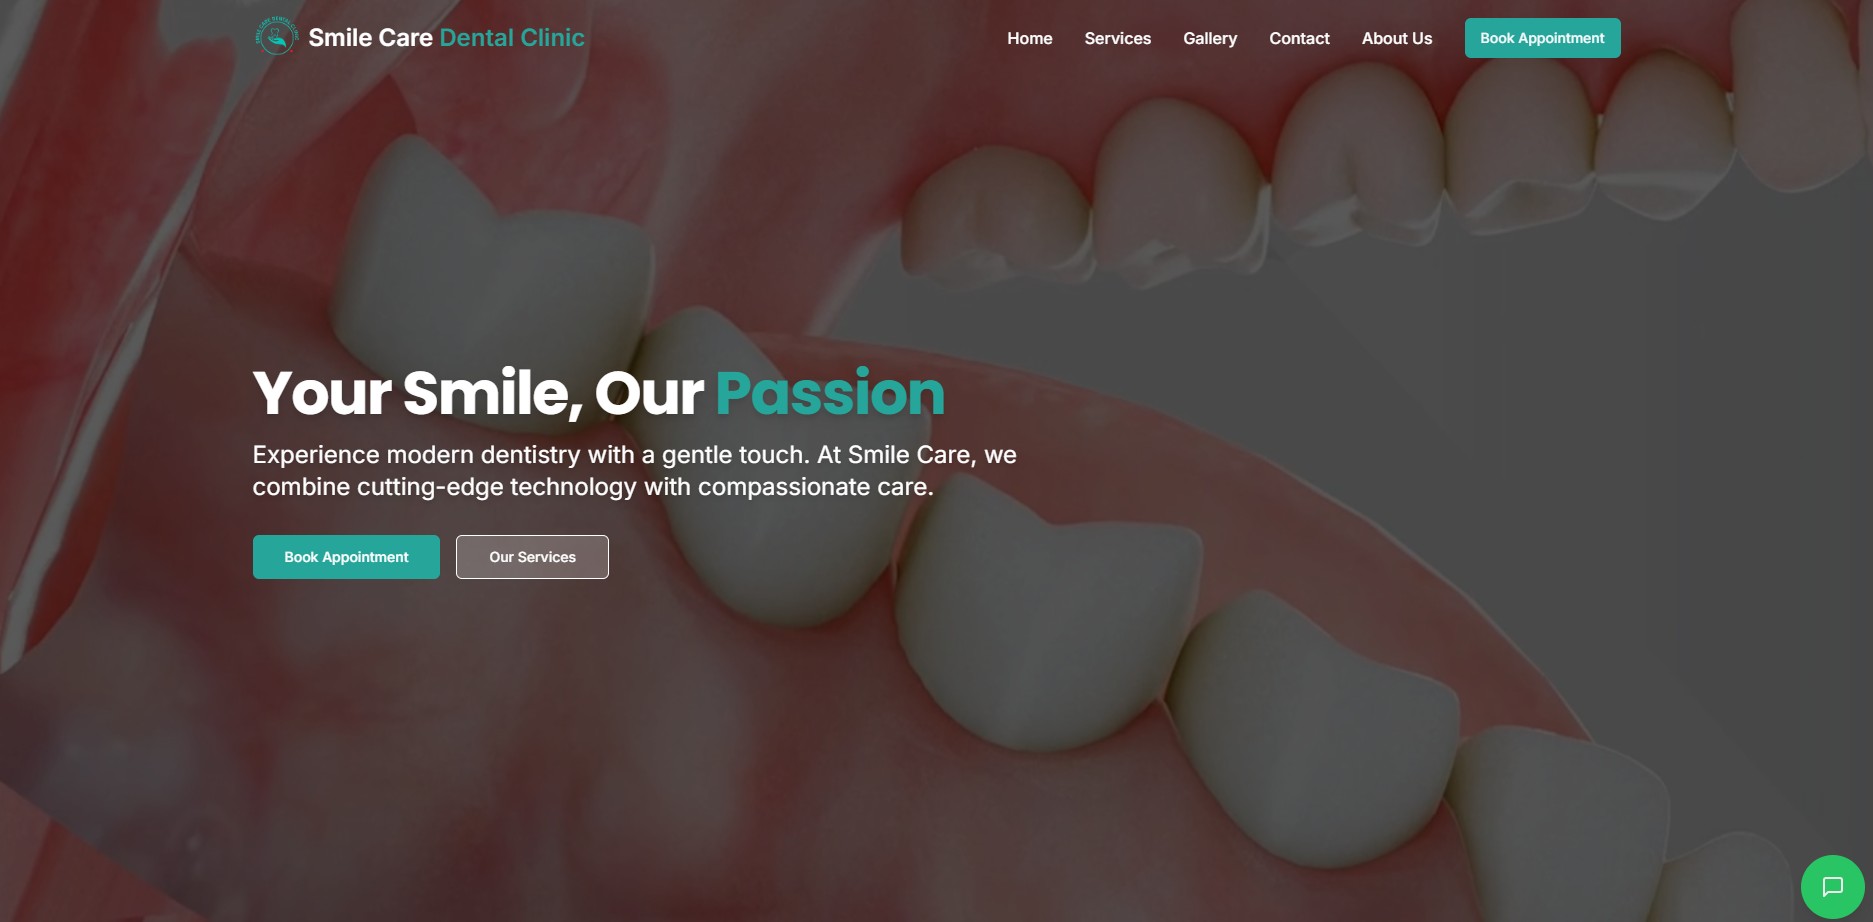 Smile Care Dental Clinic
Home
Services
Gallery
Contact
About Us
Book Appointment
Your Smile, Our Passion
Experience modern dentistry with a gentle touch. At Smile Care, we
combine cutting-edge technology with compassionate care.
Book Appointment
Our Services